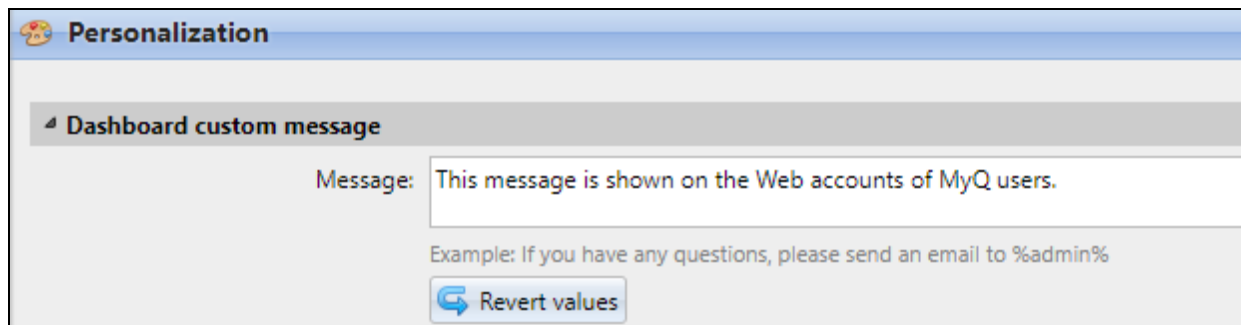 Personalization
Dashboard custom message
Message: This message is shown on the Web accounts of MyQ users.
Example: If you have any questions, please send an email to %admin%
Revert values